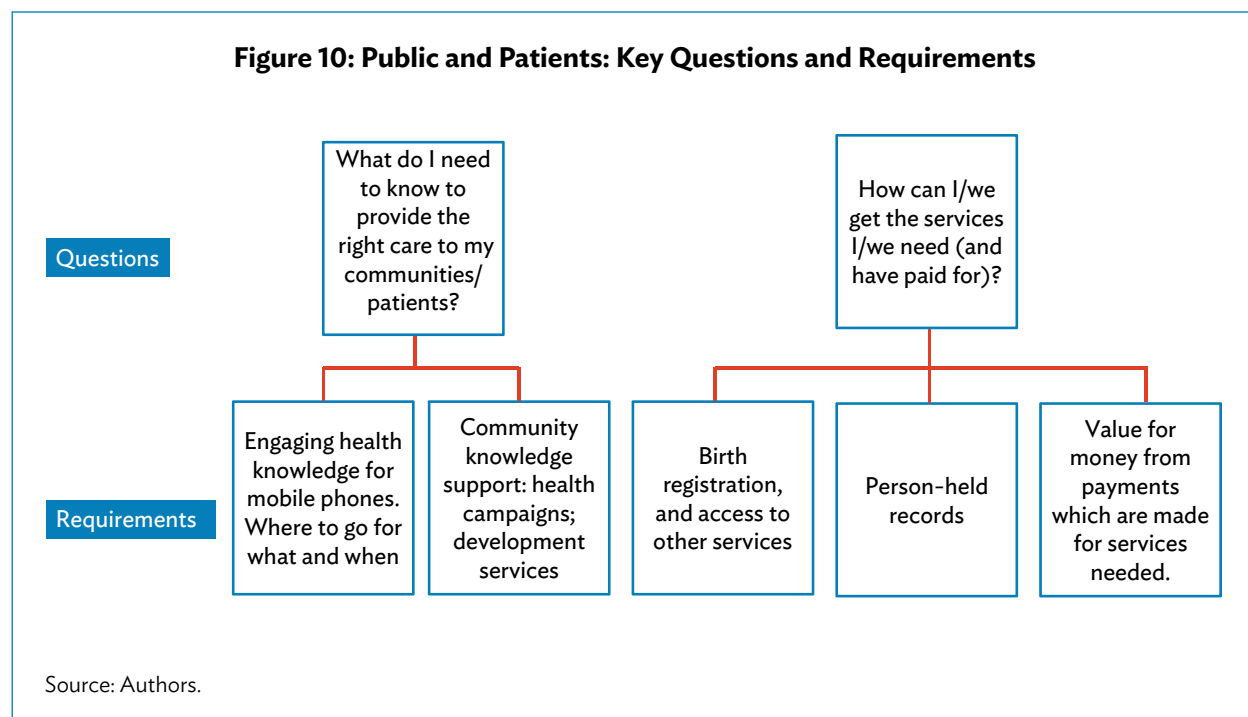 Figure 10: Public and Patients: Key Questions and Requirements
Questions
What do I need
to know to
provide the
right care to my
communities/
patients?
How can I/we
get the services
I/we need (and
have paid for)?
Requirements
Engaging health
knowledge for
mobile phones.
Where to go for
what and when
Community
knowledge
support: health
campaigns;
development
services
Birth
registration,
and access to
other services
Person-held
records
Value for
money from
payments
which are made
for services
needed.
Source: Authors.